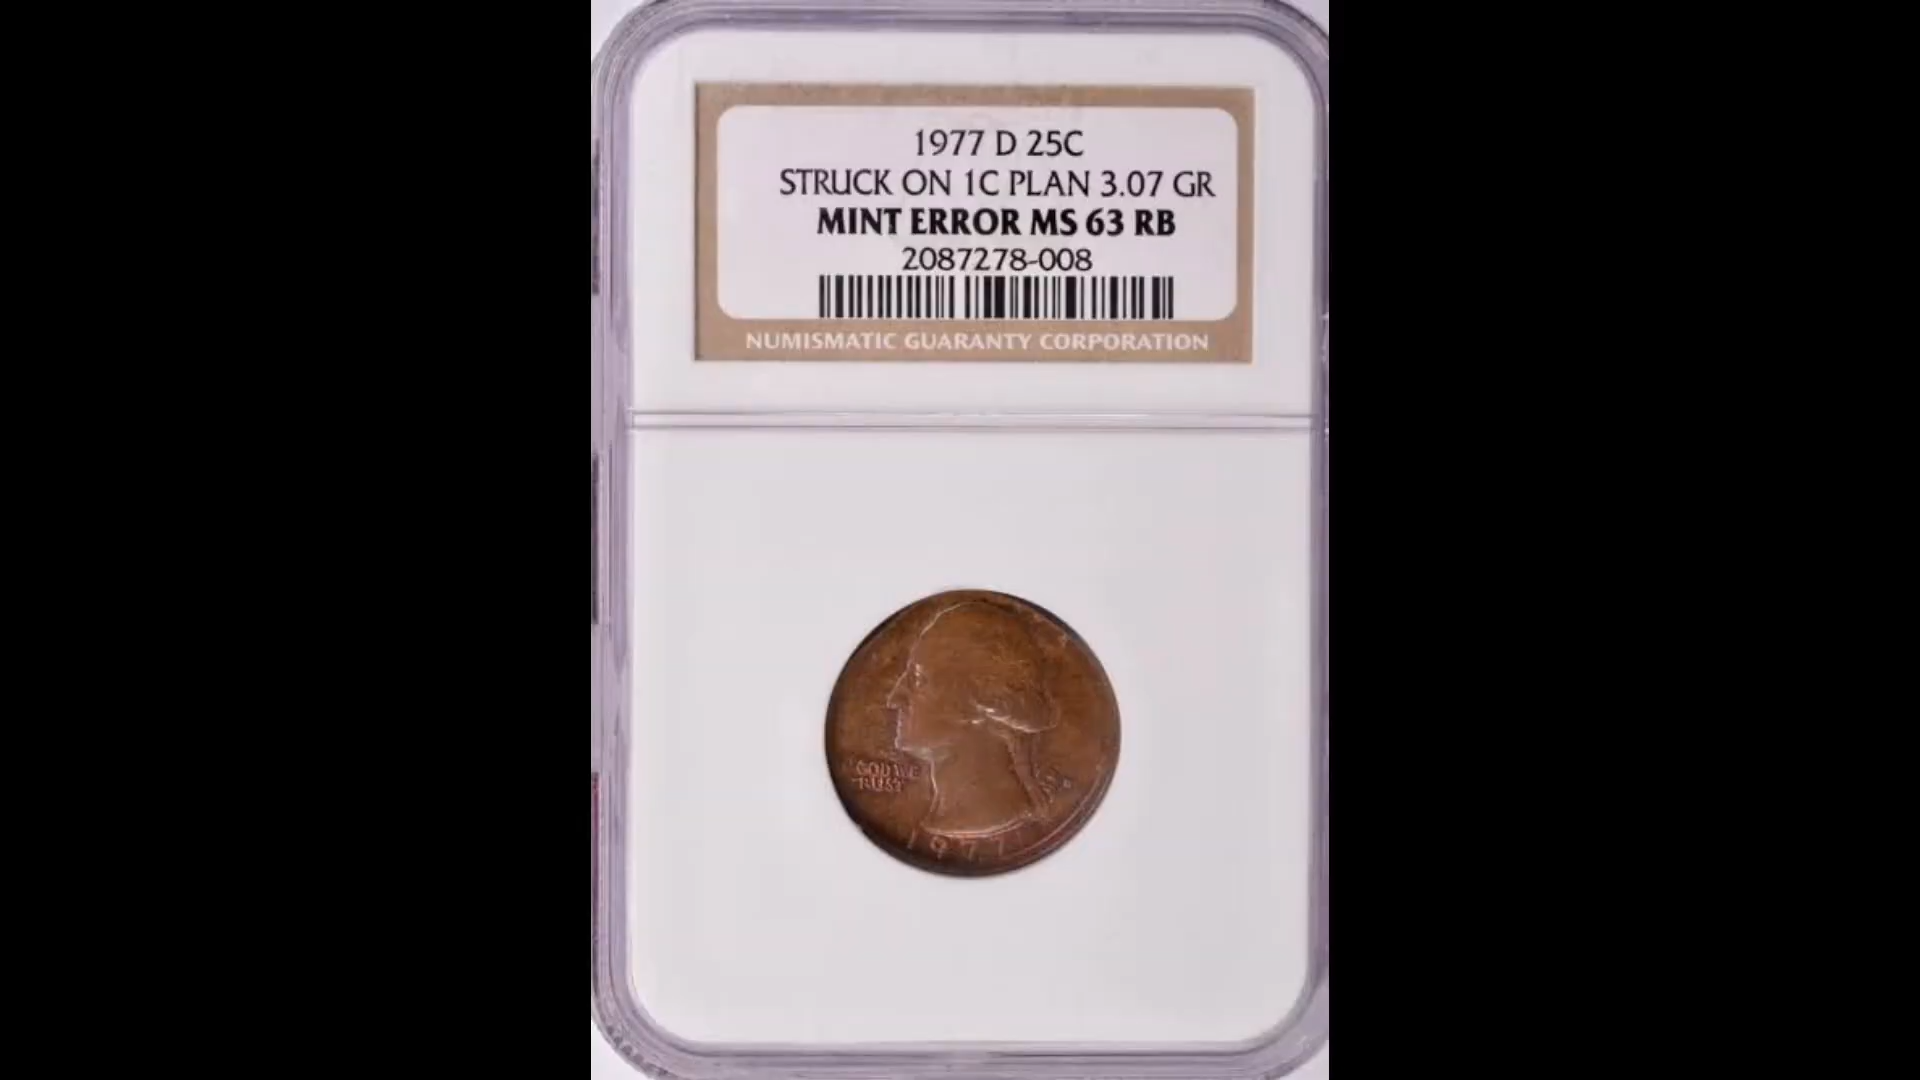 1977 D 25C
STRUCK ON 1C PLAN 3.07 GR
MINT ERROR MS 63 RB
2087278-008
NUMISMATIC GUARANTY CORPORATION
GOD WE
RUST
1977